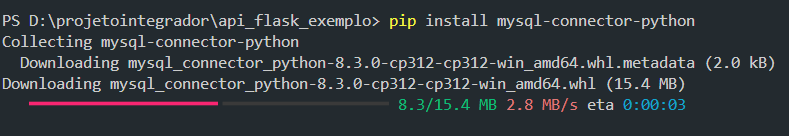 PS D:\projetointegrador\api_flask_exemplo> pip install mysql-connector-python
Collecting mysql-connector-python
  Downloading mysql_connector_python-8.3.0-cp312-cp312-win_amd64.whl.metadata (2.0 kB)
Downloading mysql_connector_python-8.3.0-cp312-cp312-win_amd64.whl (15.4 MB)
8.3/15.4 MB 2.8 MB/s eta 0:00:03